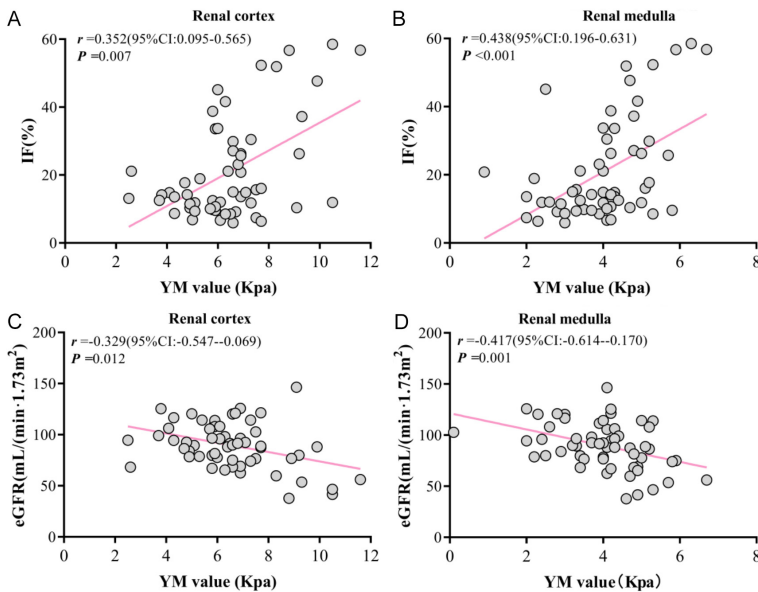 A
Renal cortex
r =0.352(95%CI:0.095-0.565)
P =0.007
60
40
20
0
IF(%)
0 2 4 6 8 10 12
YM value (Kpa)
B
Renal medulla
r =0.438(95%CI:0.196-0.631)
P <0.001
60
40
20
0
IF(%)
0 2 4 6 8
YM value (Kpa)
C
Renal cortex
r=-0.329(95%CI:-0.547--0.069)
P =0.012
200
150
100
50
0
eGFR(mL/(min·1.73m²)
0 2 4 6 8 10 12
YM value (Kpa)
D
Renal medulla
r =-0.417(95%CI:-0.614--0.170)
P =0.001
200
150
100
50
0
eGFR(mL/(min·1.73m²)
0 2 4 6 8
YM value（Kpa）